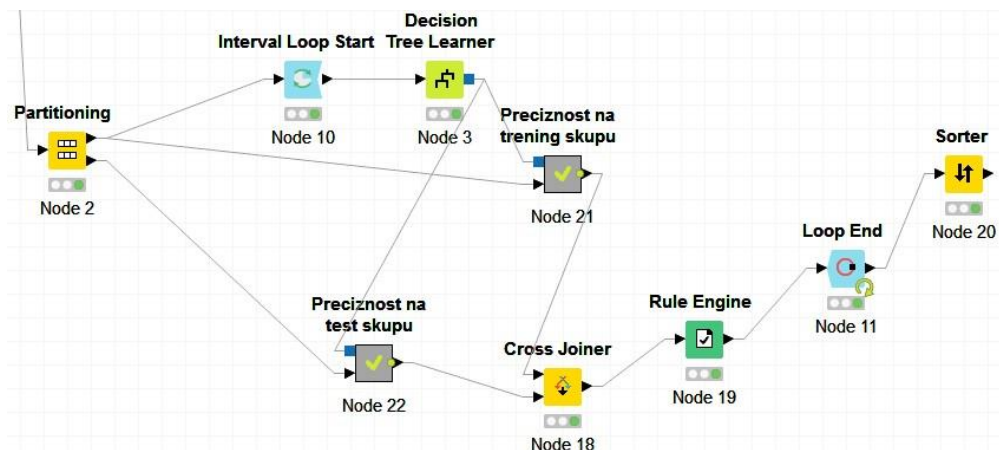 Decision
Tree Learner
Interval Loop Start
Partitioning
Preciznost na
trening skupu
Node 10
Node 3
Sorter
Node 2
Node 21
Node 20
Loop End
Preciznost na
test skupu
Rule Engine
Node 11
Cross Joiner
Node 22
Node 19
Node 18